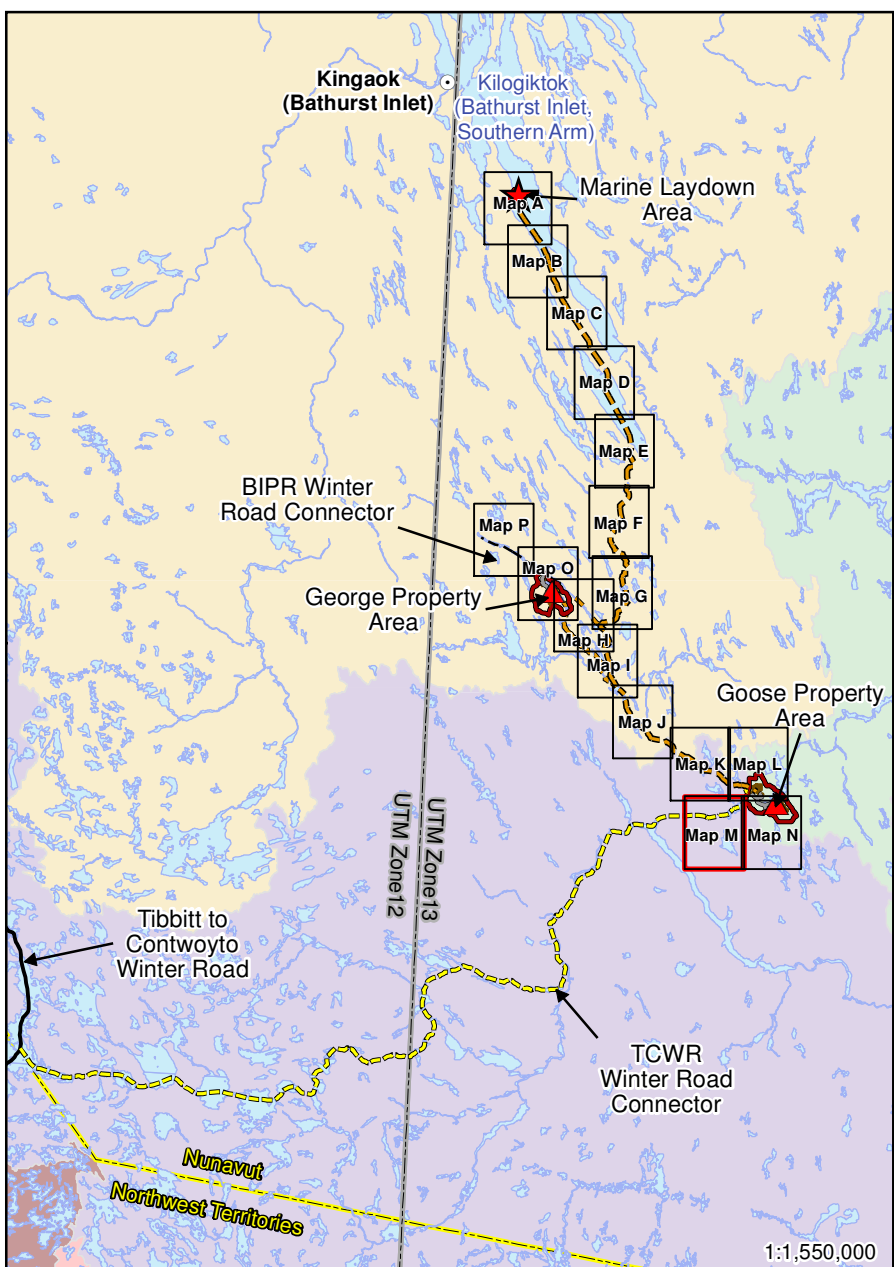 Kingaok
(Bathurst Inlet)
Kilogiktok
(Bathurst Inlet,
Southern Arm)
Marine Laydown
Area
Map A
Map B
Map C
Map D
Map E
BIPR Winter
Road Connector
Map P
Map F
Map O
George Property
Area
Map G
Map H
Map I
Goose Property
Area
Map J
Map K
Map L
Map M
Map N
UTM Zone12
UTM Zone13
Tibbitt to
Contwoyto
Winter Road
TCWR
Winter Road
Connector
Nunavut
Northwest Territories
1:1,550,000